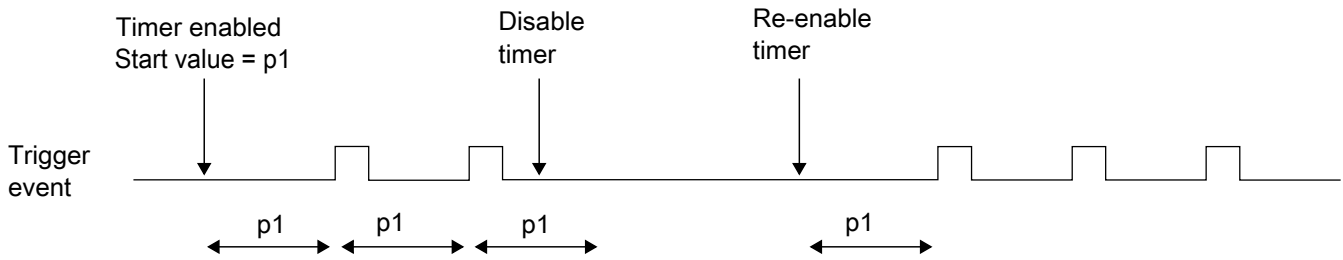 Timer enabled
Start value = p1
Disable
timer
Re-enable
timer
Trigger
event
p1
p1
p1
p1